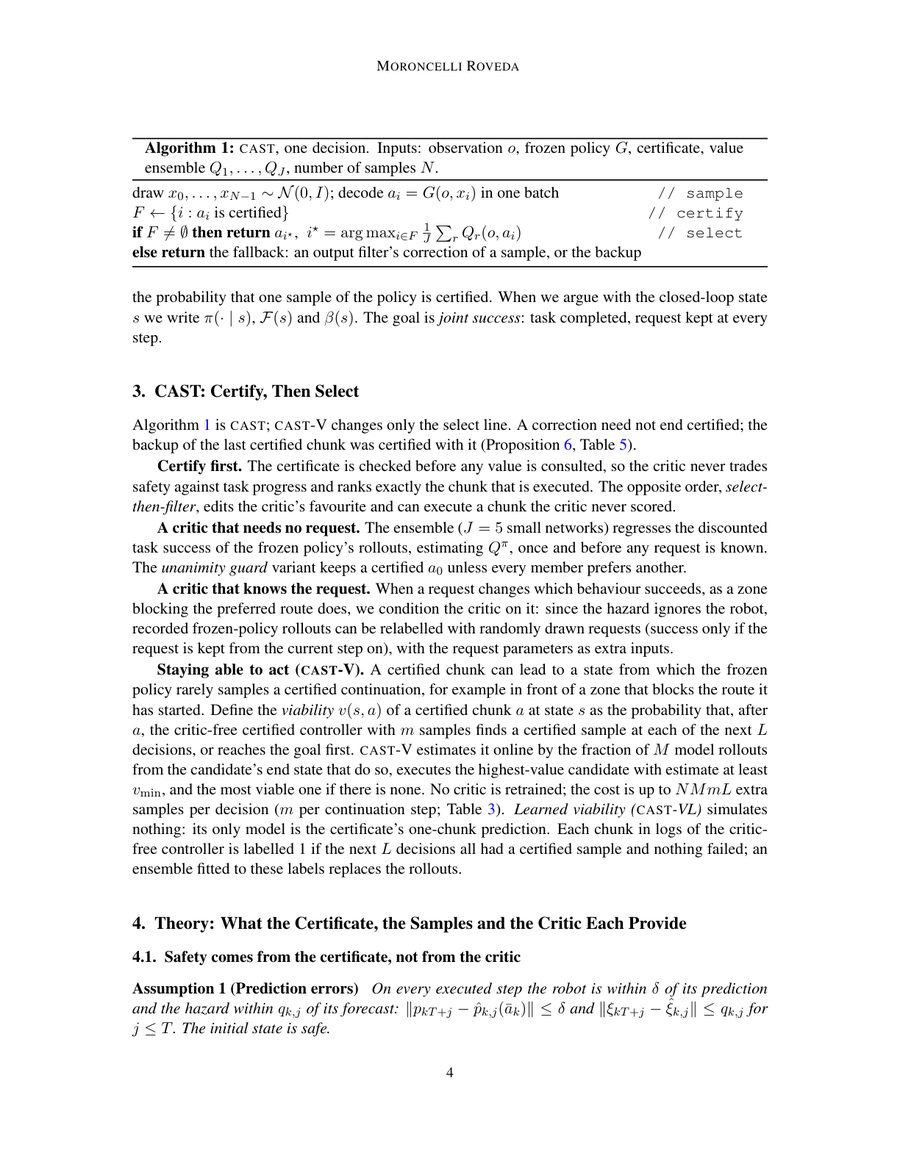 MORONCELLI ROVEDA
Algorithm 1: CAST, one decision. Inputs: observation o, frozen policy G, certificate, value
ensemble Q₁, . . . , Q_J, number of samples N.
draw x₀, . . . , x_{N−1} ∼ 𝒩(0, I); decode aᵢ = G(o, xᵢ) in one batch // sample
F ← {i : aᵢ is certified} // certify
if F ≠ ∅ then return a_{i⋆}, i⋆ = arg max_{i∈F} 1/J ∑_r Q_r(o, aᵢ) // select
else return the fallback: an output filter's correction of a sample, or the backup
the probability that one sample of the policy is certified. When we argue with the closed-loop state
s we write π(· | s), ℱ(s) and β(s). The goal is joint success: task completed, request kept at every
step.
3. CAST: Certify, Then Select
Algorithm 1 is CAST; CAST-V changes only the select line. A correction need not end certified; the
backup of the last certified chunk was certified with it (Proposition 6, Table 5).
Certify first. The certificate is checked before any value is consulted, so the critic never trades
safety against task progress and ranks exactly the chunk that is executed. The opposite order, select-
then-filter, edits the critic's favourite and can execute a chunk the critic never scored.
A critic that needs no request. The ensemble (J = 5 small networks) regresses the discounted
task success of the frozen policy's rollouts, estimating Q^π, once and before any request is known.
The unanimity guard variant keeps a certified a₀ unless every member prefers another.
A critic that knows the request. When a request changes which behaviour succeeds, as a zone
blocking the preferred route does, we condition the critic on it: since the hazard ignores the robot,
recorded frozen-policy rollouts can be relabelled with randomly drawn requests (success only if the
request is kept from the current step on), with the request parameters as extra inputs.
Staying able to act (CAST-V). A certified chunk can lead to a state from which the frozen
policy rarely samples a certified continuation, for example in front of a zone that blocks the route it
has started. Define the viability v(s, a) of a certified chunk a at state s as the probability that, after
a, the critic-free certified controller with m samples finds a certified sample at each of the next L
decisions, or reaches the goal first. CAST-V estimates it online by the fraction of M model rollouts
from the candidate's end state that do so, executes the highest-value candidate with estimate at least
v_min, and the most viable one if there is none. No critic is retrained; the cost is up to NMmL extra
samples per decision (m per continuation step; Table 3). Learned viability (CAST-VL) simulates
nothing: its only model is the certificate's one-chunk prediction. Each chunk in logs of the critic-
free controller is labelled 1 if the next L decisions all had a certified sample and nothing failed; an
ensemble fitted to these labels replaces the rollouts.
4. Theory: What the Certificate, the Samples and the Critic Each Provide
4.1. Safety comes from the certificate, not from the critic
Assumption 1 (Prediction errors) On every executed step the robot is within δ of its prediction
and the hazard within q_{k,j} of its forecast: ‖p_{kT+j} − p̂_{k,j}(ā_k)‖ ≤ δ and ‖ξ_{kT+j} − ξ̂_{k,j}‖ ≤ q_{k,j} for
j ≤ T. The initial state is safe.
4